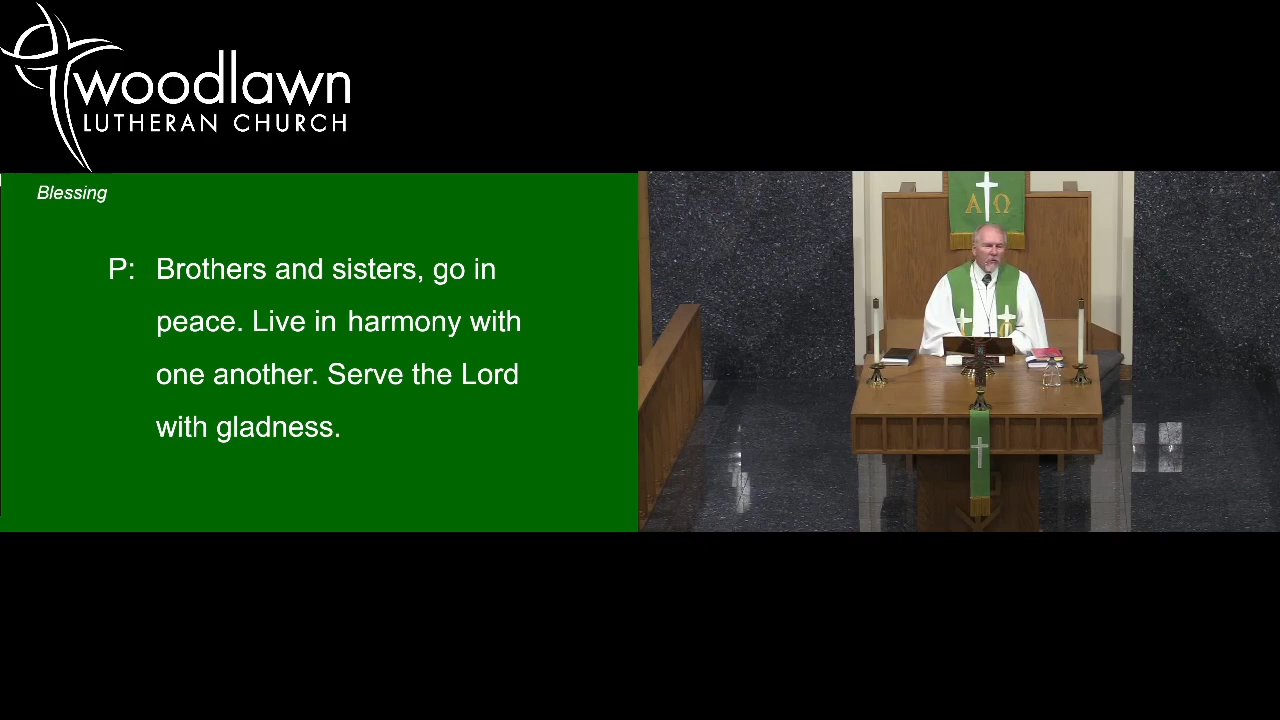 woodlawn
LUTHERAN CHURCH
Blessing
P: Brothers and sisters, go in
peace. Live in harmony with
one another. Serve the Lord
with gladness.
Α Ω